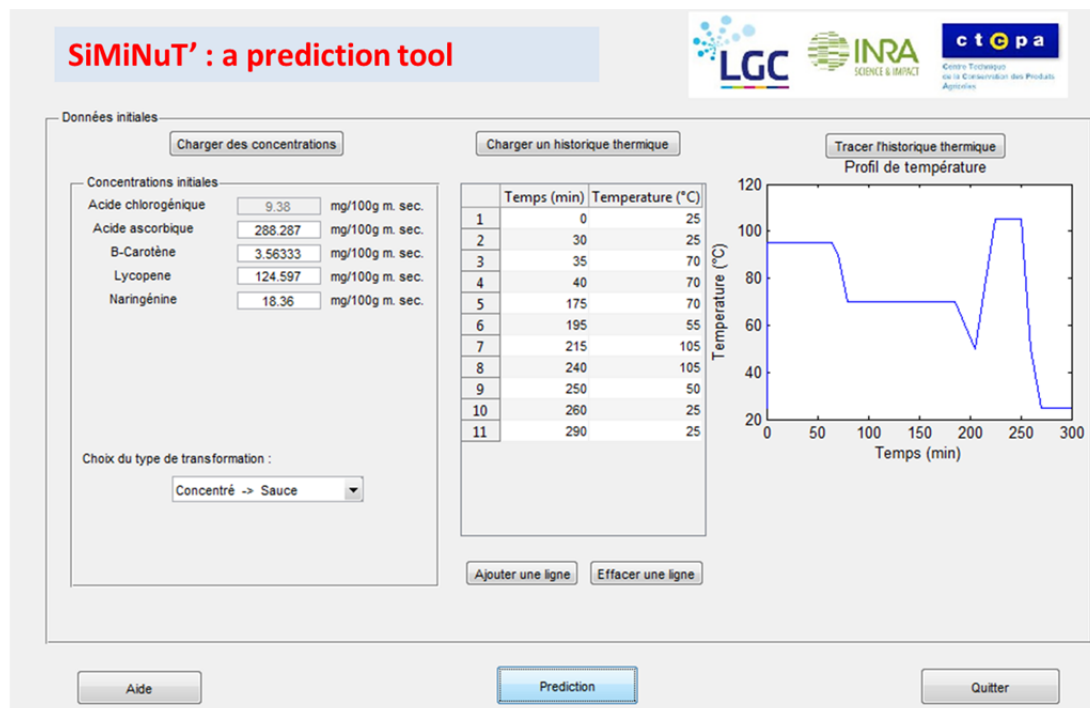 SiMiNuT' : a prediction tool
LGC
INRA
SCIENCE & IMPACT
ctcpa
Centre Technique
de la Conservation des Produits
Agricoles
Données initiales
Charger des concentrations
Charger un historique thermique
Tracer l'historique thermique
Concentrations initiales
Acide chlorogénique 9.38 mg/100g m. sec.
Acide ascorbique 288.287 mg/100g m. sec.
B-Carotène 3.56333 mg/100g m. sec.
Lycopene 124.597 mg/100g m. sec.
Naringénine 18.36 mg/100g m. sec.
Choix du type de transformation :
Concentré -> Sauce
Temps (min) Temperature (°C)
1 0 25
2 30 25
3 35 70
4 40 70
5 175 70
6 195 55
7 215 105
8 240 105
9 250 50
10 260 25
11 290 25
Ajouter une ligne
Effacer une ligne
Profil de température
Temperature (°C)
120
100
80
60
40
20
0 50 100 150 200 250 300
Temps (min)
Aide
Prediction
Quitter